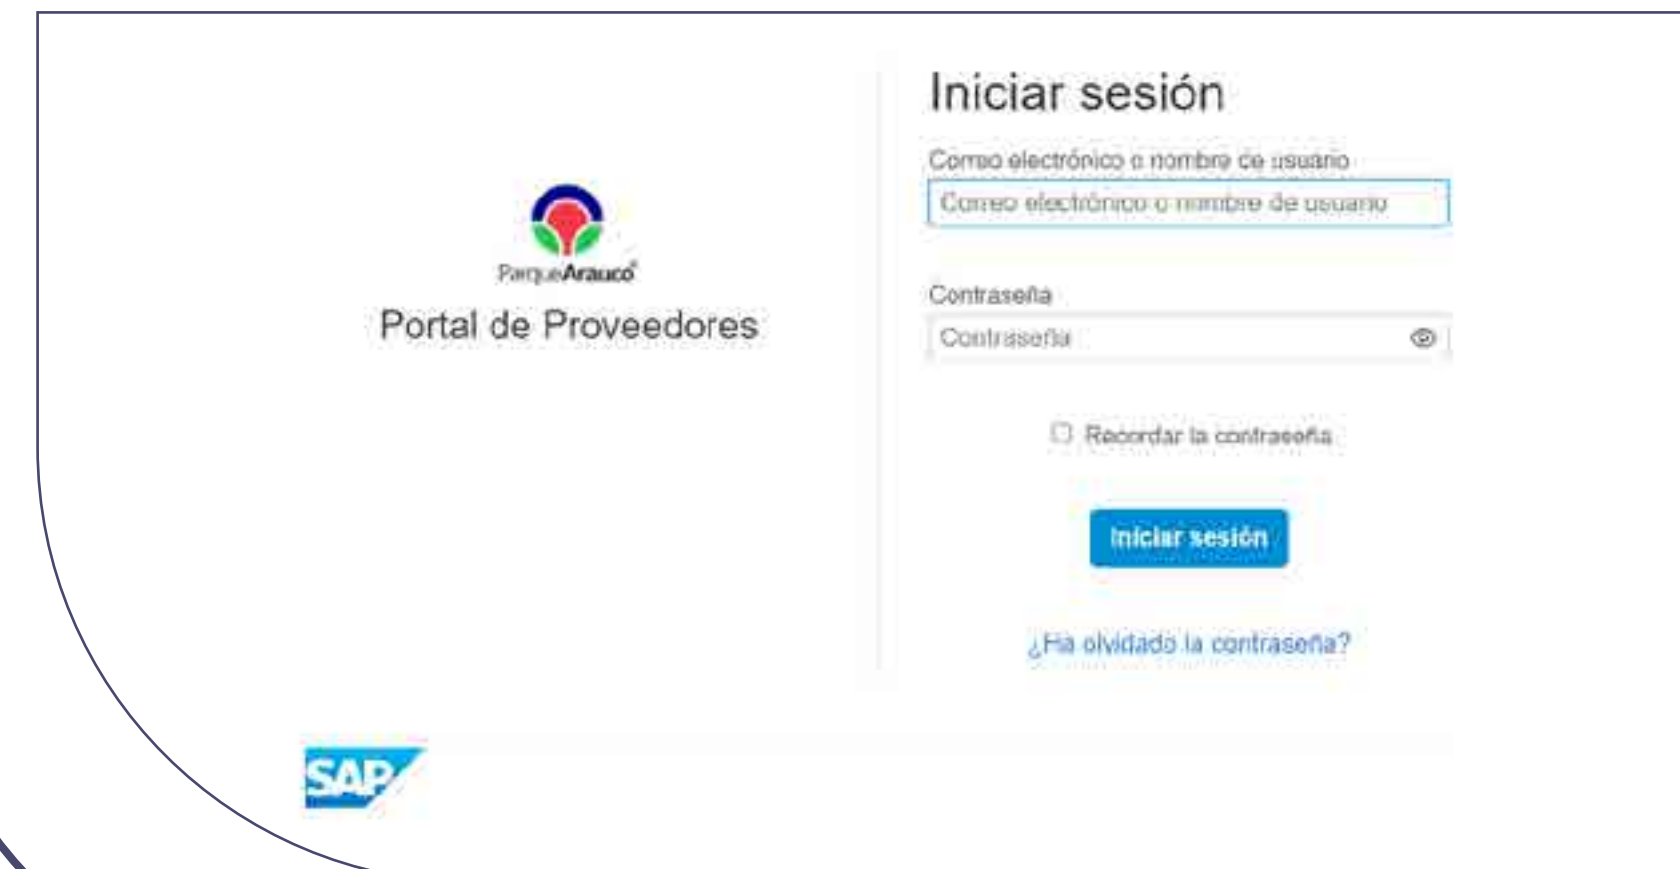 ParqueArauco®
Portal de Proveedores
Iniciar sesión
Correo electrónico o nombre de usuario
Correo electrónico o nombre de usuario
Contraseña
Contraseña
Recordar la contraseña
Iniciar sesión
¿Ha olvidado la contraseña?
SAP